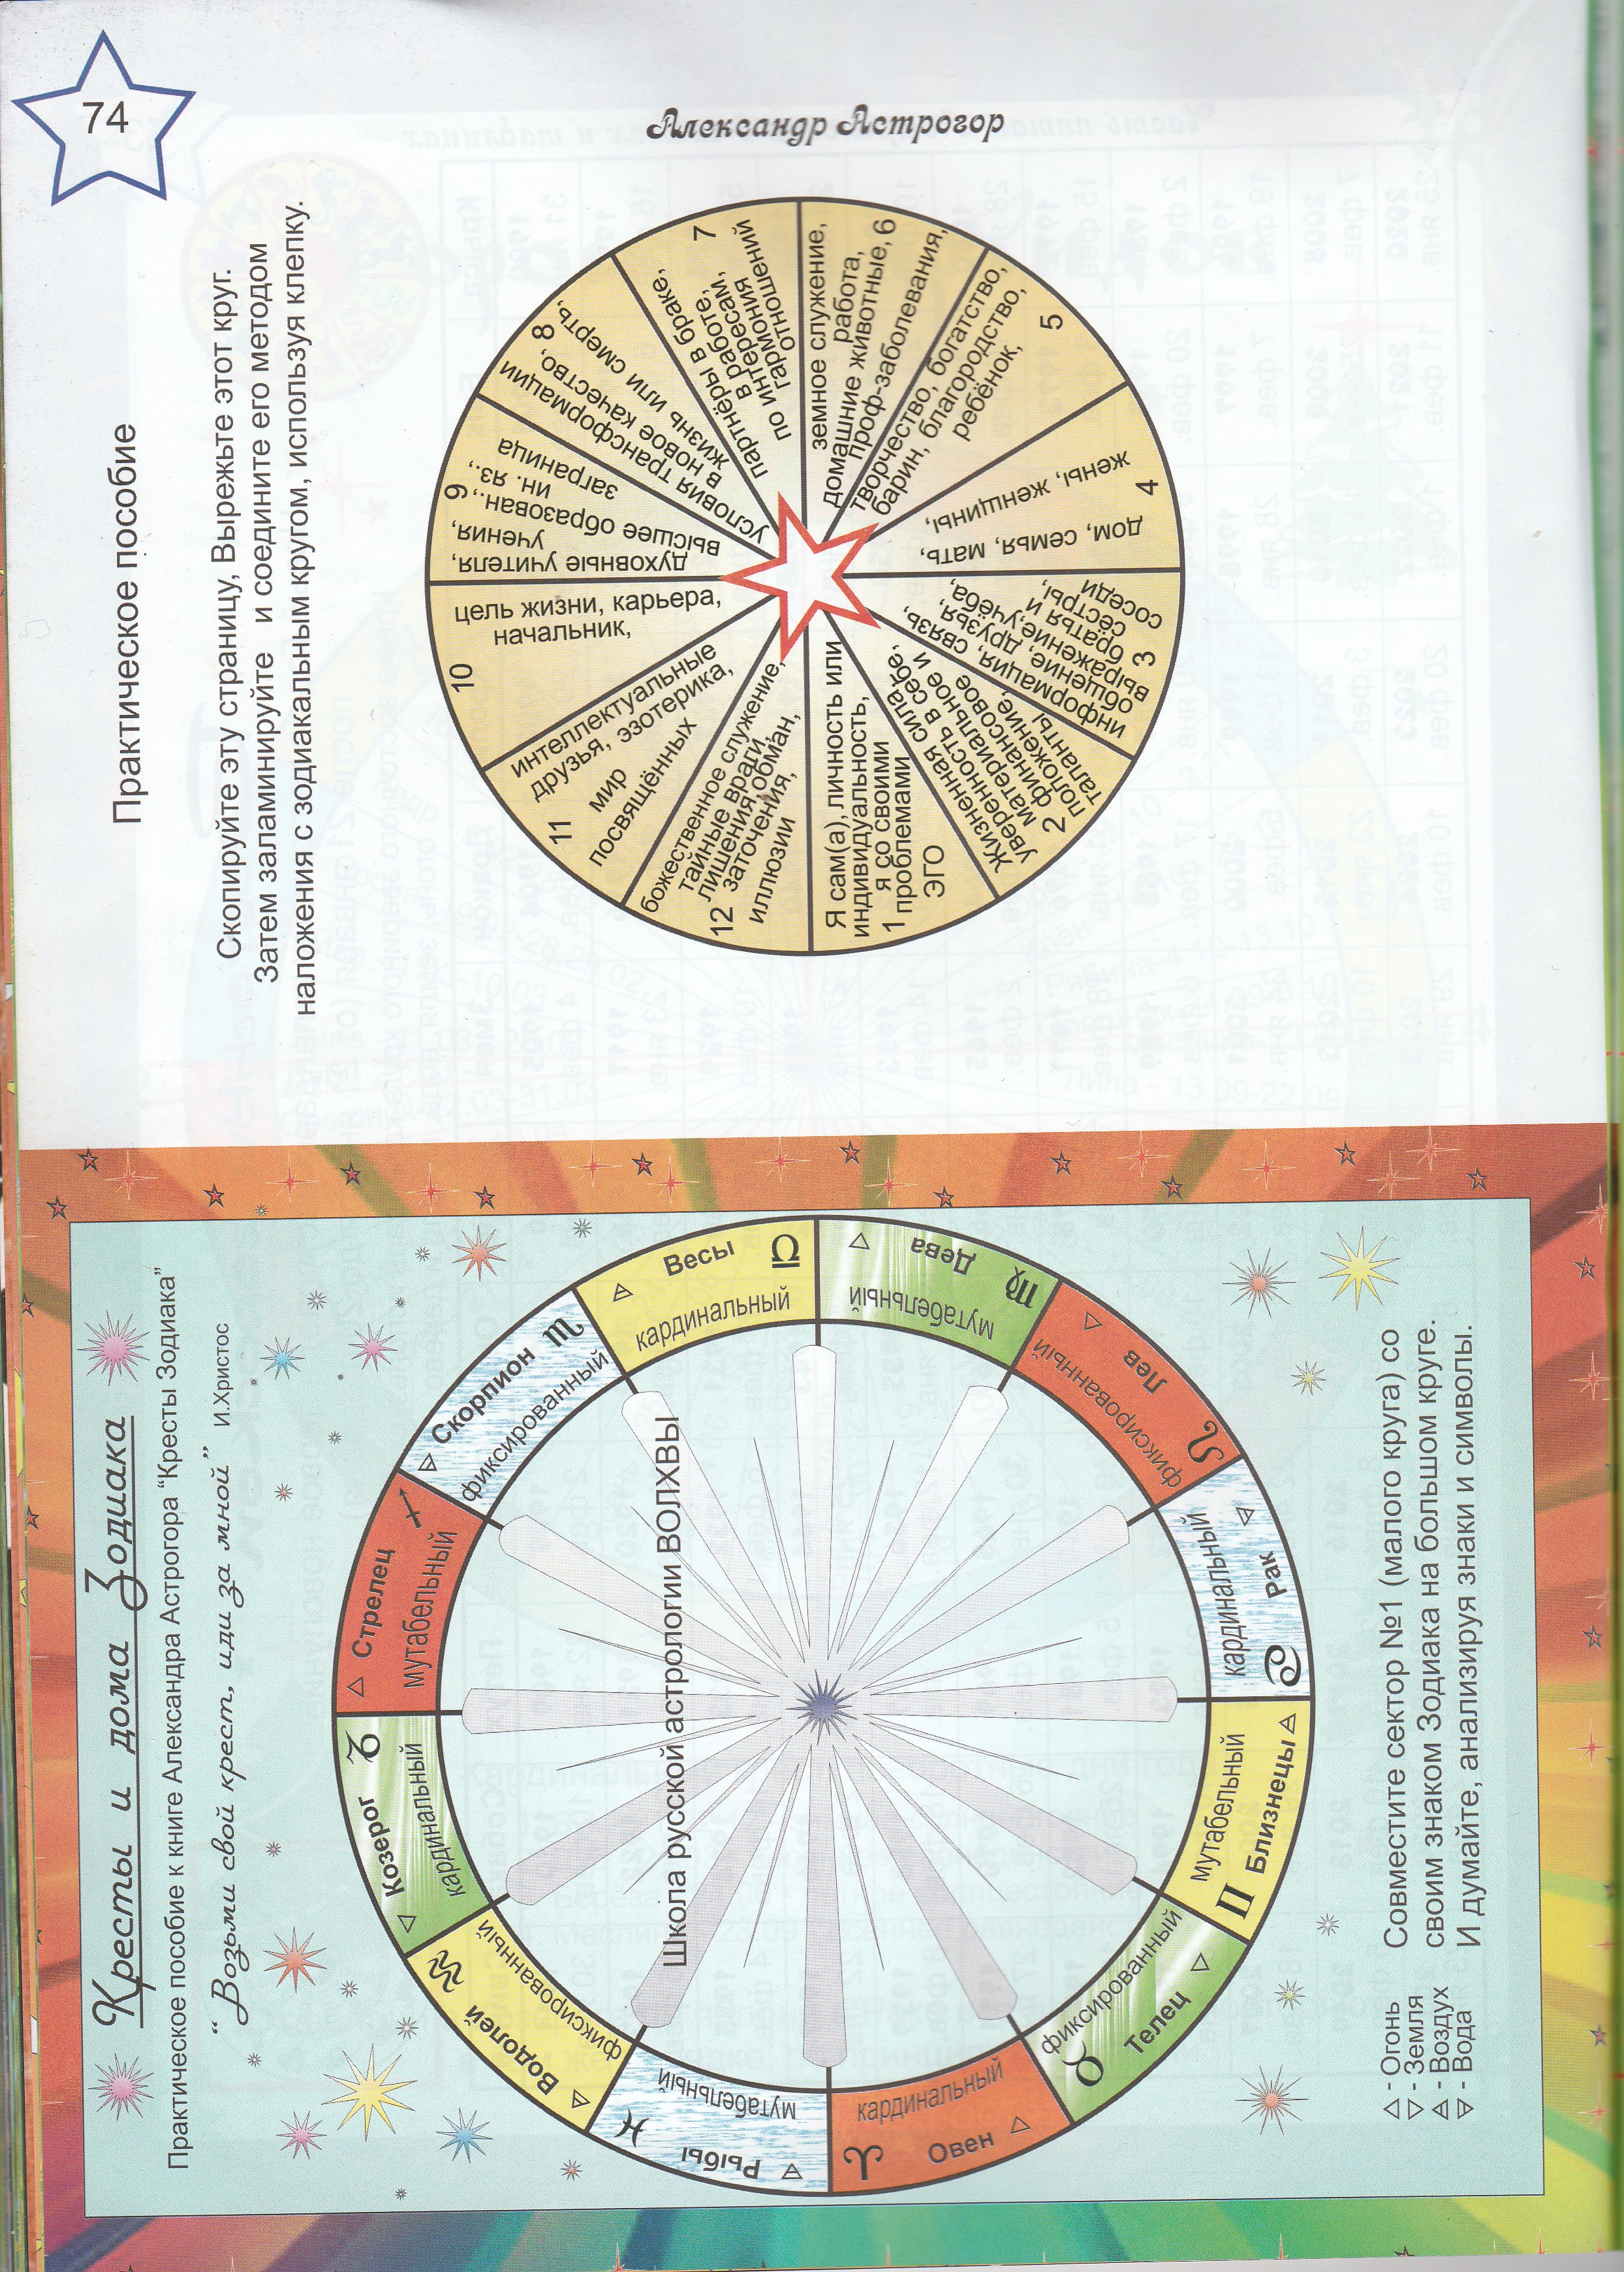 74
Александр Астрогор
Практическое пособие
Скопируйте эту страницу, Вырежьте этот круг.
Затем заламинируйте и соедините его методом
наложения с зодиакальным кругом, используя клепку.
Я сам(а), личность или
индивидуальность,
я со своими
1 проблемами
ЭГО
Жизненная сила
уверенность в себе,
материальное и
финансовое
2 положение,
таланты
информация, связь,
общение, друзья,
выражение, учёба,
3 братья и
сёстры,
соседи
дом, семья, мать,
жены, женщины,
4
творчество, богатство,
барин, благородство,
ребёнок,
5
земное служение,
работа,
домашние животные, 6
проф-заболевания,
партнёры в браке,
в работе,
по интересам,
гармония
отношений
7
жизнь или смерть,
в новое качество, 8
условия трансформации
духовные учителя,
учения,
высшее образован.,
ин. яз.,
заграница
9
цель жизни, карьера,
начальник,
10
интеллектуальные
друзья, эзотерика,
мир
посвящённых
11
божественное служение,
тайные враги,
лишения, обман,
12 заточения,
иллюзии
Кресты и дома Зодиака
Практическое пособие к книге Александра Астрогора "Кресты Зодиака"
"Возьми свой крест, иди за мной" И.Христос
Школа русской астрологии ВОЛХВЫ
♈ Овен △
кардинальный
♉ Телец ▽
фиксированный
♊ Близнецы
мутабельный
♋ Рак
кардинальный
♌ Лев △
фиксированный
♍ Дева ▽
мутабельный
♎ Весы
кардинальный
♏ Скорпион
фиксированный
♐ Стрелец △
мутабельный
♑ Козерог ▽
кардинальный
♒ Водолей
фиксированный
♓ Рыбы
мутабельный
△ - Огонь
▽ - Земля
🜁 - Воздух
🜃 - Вода
Совместите сектор №1 (малого круга) со
своим знаком Зодиака на большом круге.
И думайте, анализируя знаки и символы.